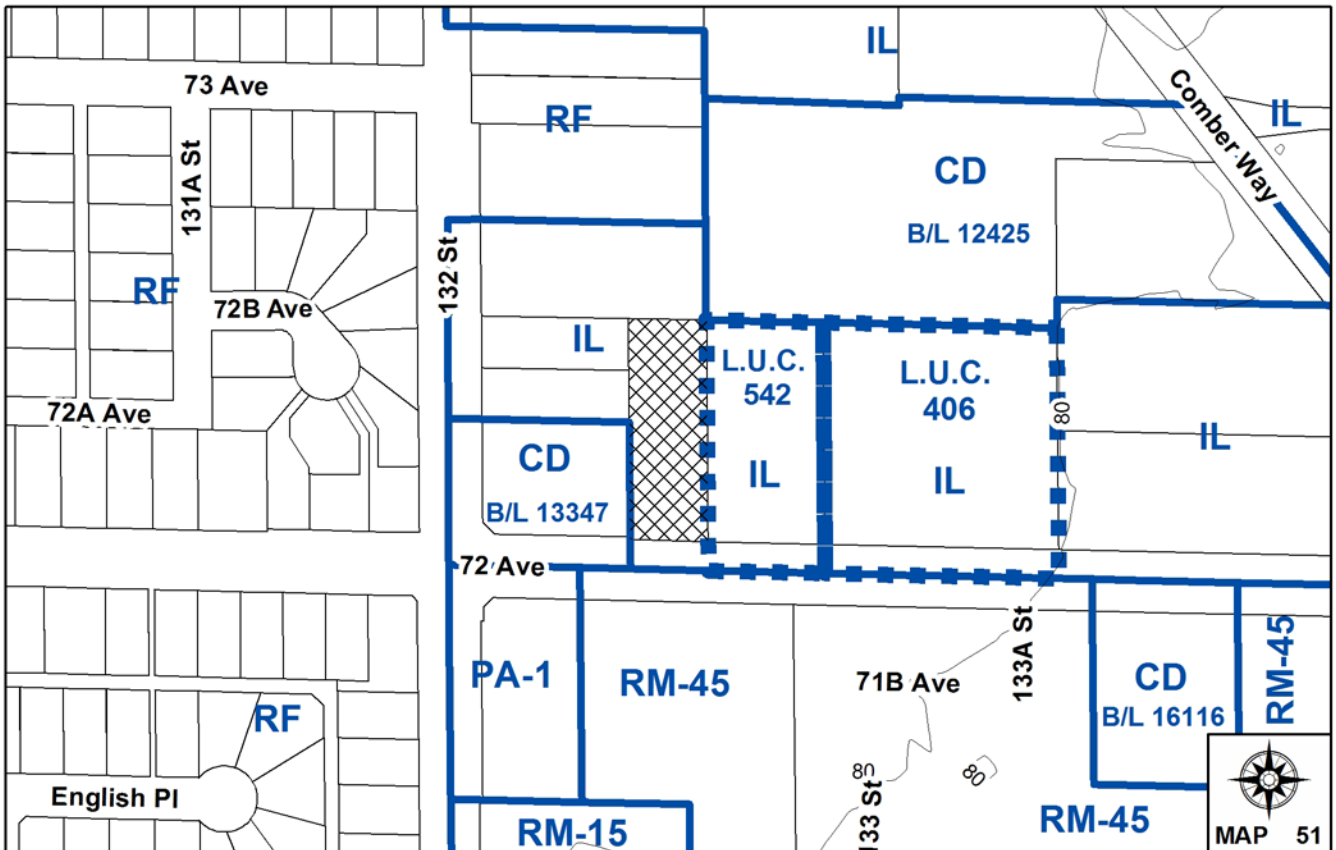 IL
73 Ave
Comber Way
IL
RF
131A St
CD
B/L 12425
132 St
RF
72B Ave
IL
L.U.C.
542
L.U.C.
406
72A Ave
80
IL
CD
IL
IL
B/L 13347
72 Ave
133A St
RM-45
PA-1
RM-45
71B Ave
CD
B/L 16116
RF
80
80
133 St
English Pl
RM-15
RM-45
MAP 51